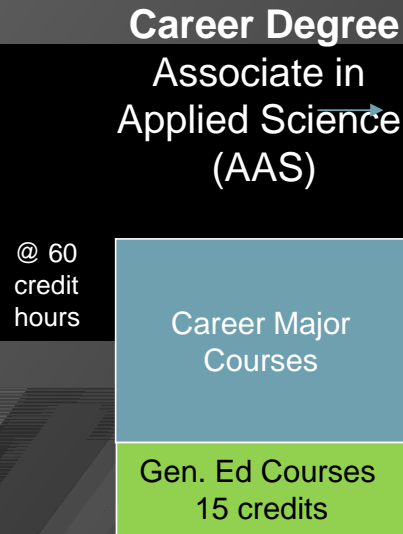 Career Degree
Associate in
Applied Science
(AAS)
@ 60
credit
hours
Career Major
Courses
Gen. Ed Courses
15 credits